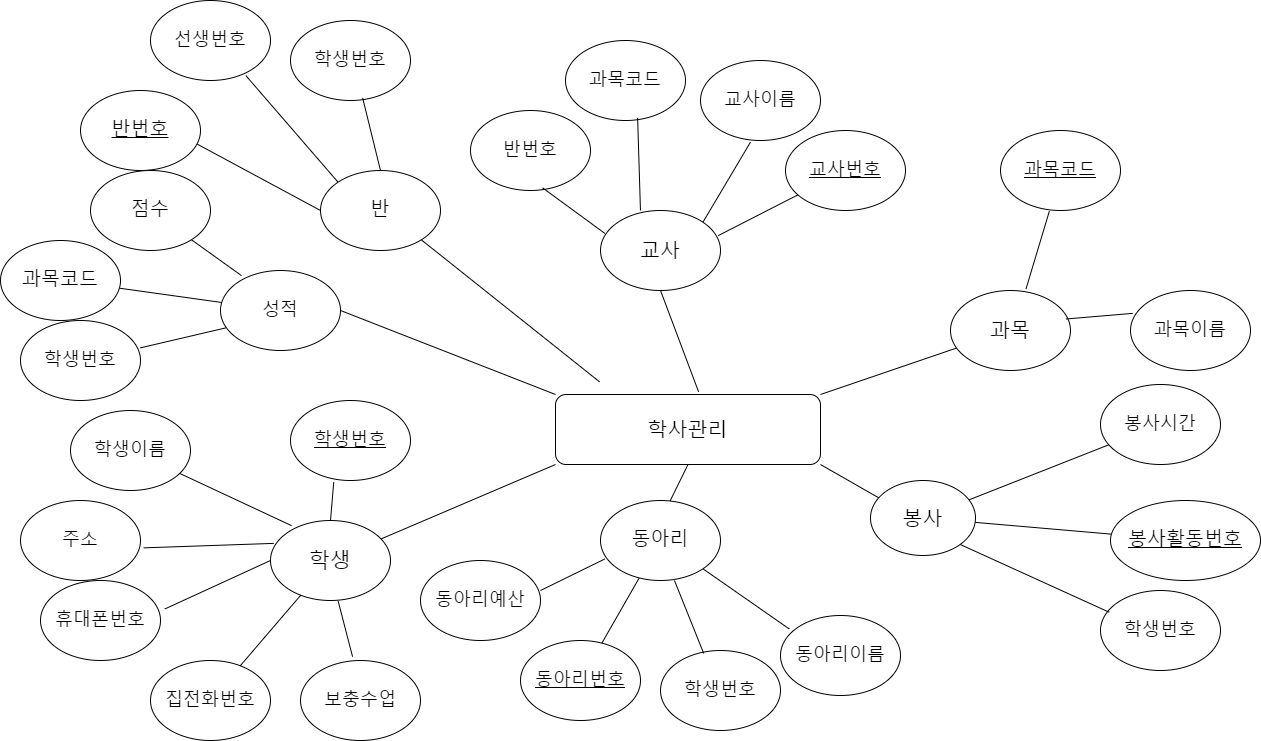 선생번호
학생번호
반번호
반
점수
과목코드
학생번호
성적
과목코드
교사이름
반번호
교사번호
교사
과목코드
과목
과목이름
학사관리
학생이름
학생번호
주소
휴대폰번호
학생
집전화번호
보충수업
동아리
동아리예산
동아리번호
학생번호
동아리이름
봉사
봉사시간
봉사활동번호
학생번호